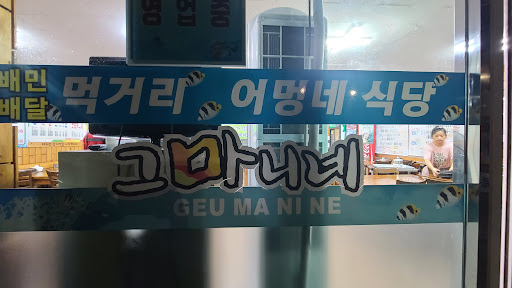 영업중
배민
배달
먹거리 어멍네 식당
그마니네
GEU MA NI NE